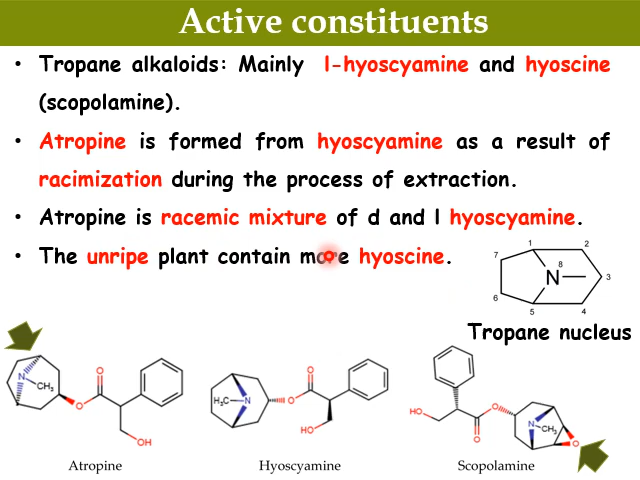 Active constituents
• Tropane alkaloids: Mainly l-hyoscyamine and hyoscine
(scopolamine).
• Atropine is formed from hyoscyamine as a result of
racimization during the process of extraction.
• Atropine is racemic mixture of d and l hyoscyamine.
• The unripe plant contain more hyoscine.
1
2
7
8
N
3
6
5
4
Tropane nucleus
N
CH₃
O
O
OH
Atropine
H₃C
N
O
O
HO
Hyoscyamine
HO
O
O
N
CH₃
O
Scopolamine